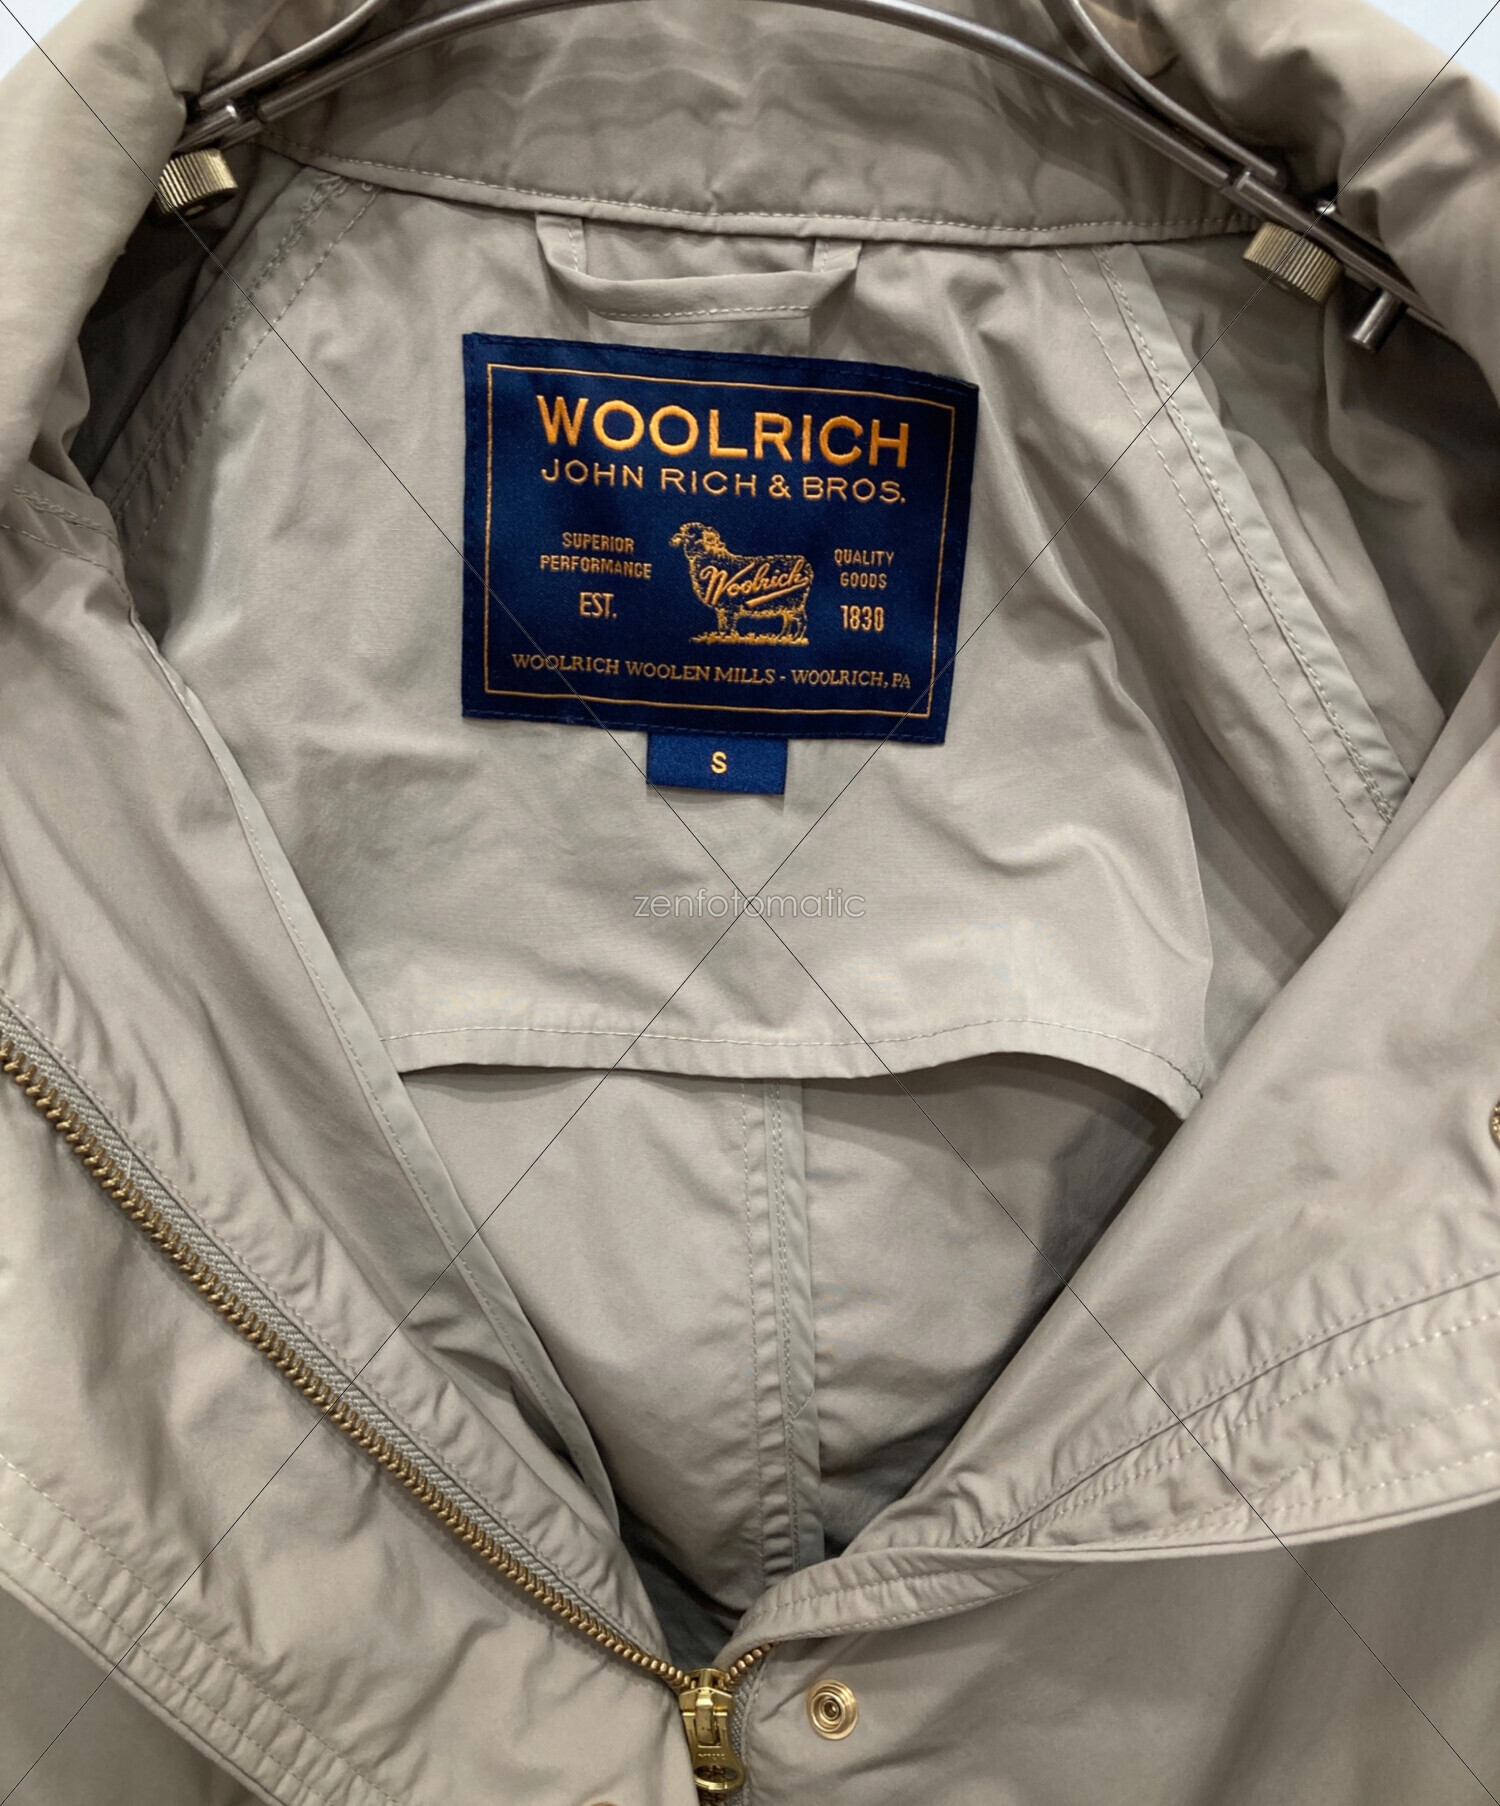 WOOLRICH
JOHN RICH & BROS.
SUPERIOR
PERFORMANCE
EST.
Woolrich
QUALITY
GOODS
1830
WOOLRICH WOOLEN MILLS - WOOLRICH, PA
S
zenfotomatic